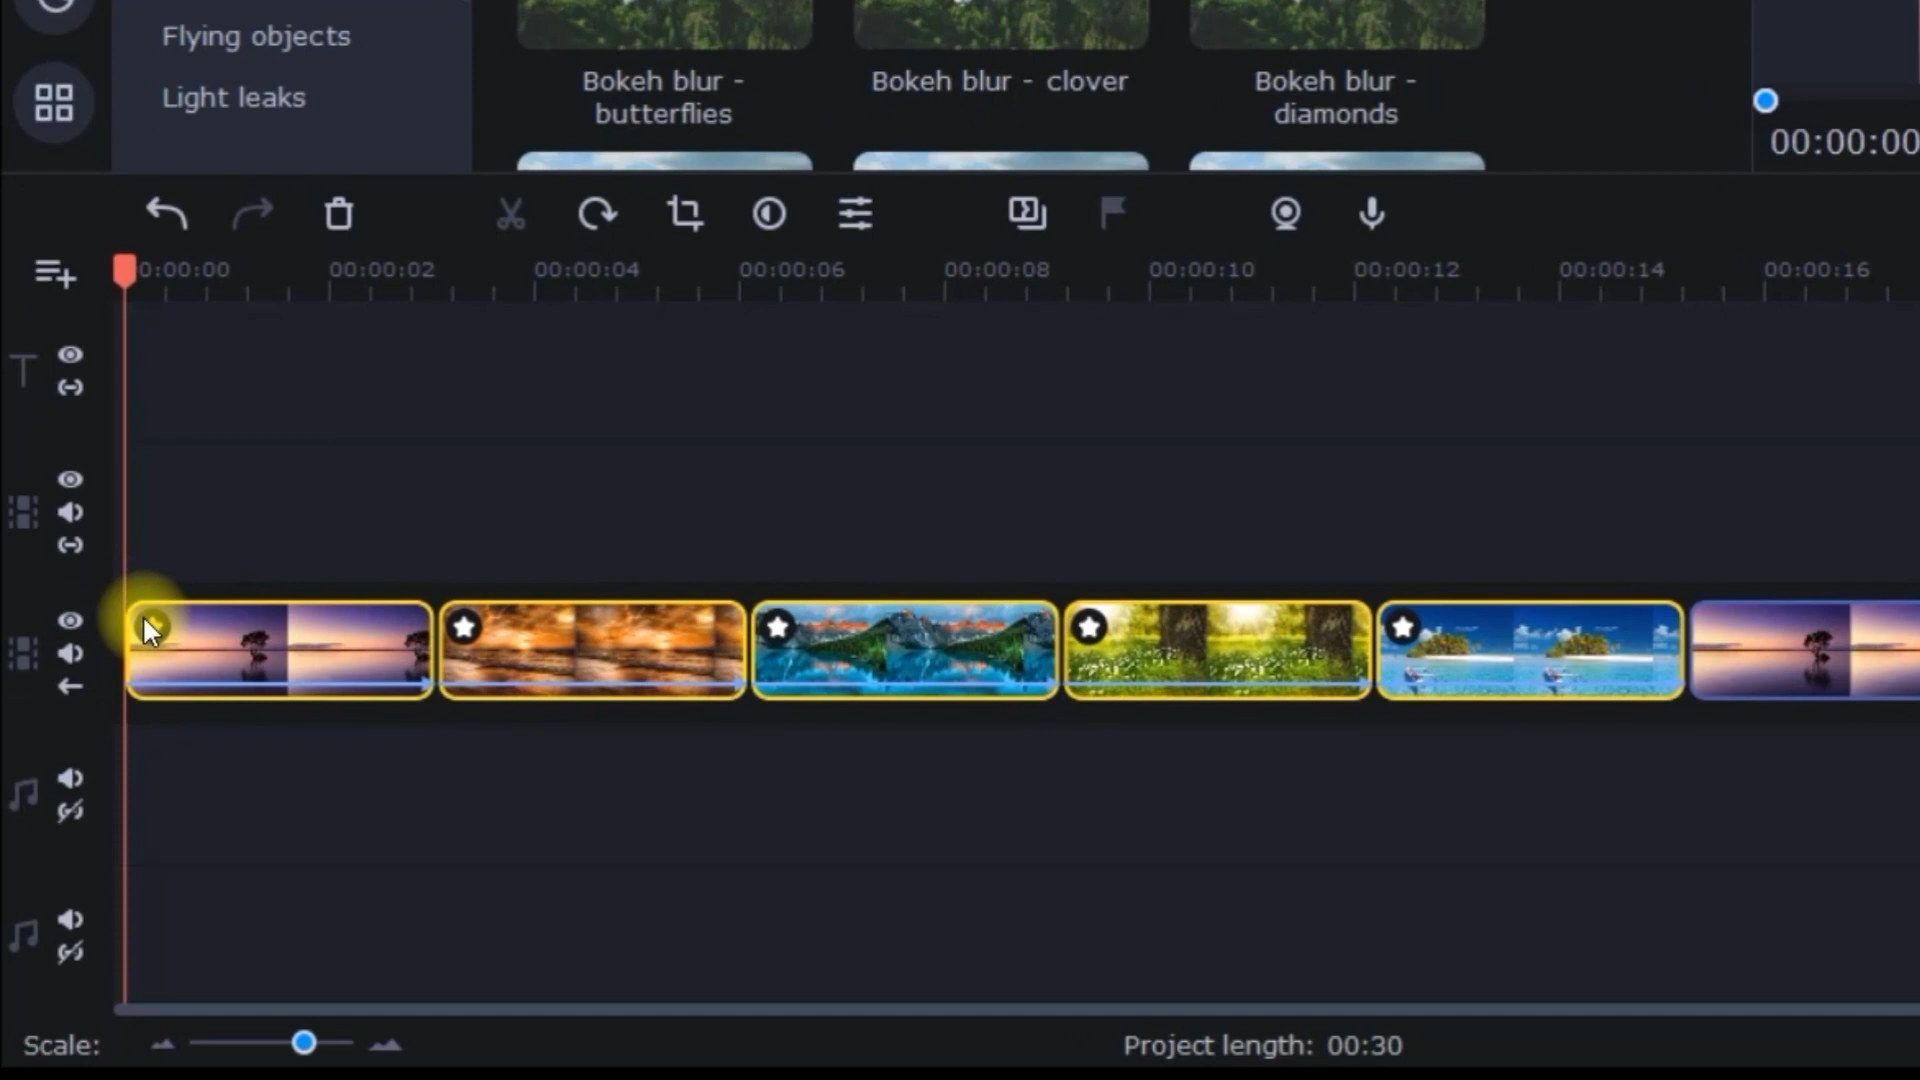 Flying objects
Light leaks
Bokeh blur -
butterflies
Bokeh blur - clover
Bokeh blur -
diamonds
00:00:00
0:00:00
00:00:02
00:00:04
00:00:06
00:00:08
00:00:10
00:00:12
00:00:14
00:00:16
Scale:
Project length: 00:30